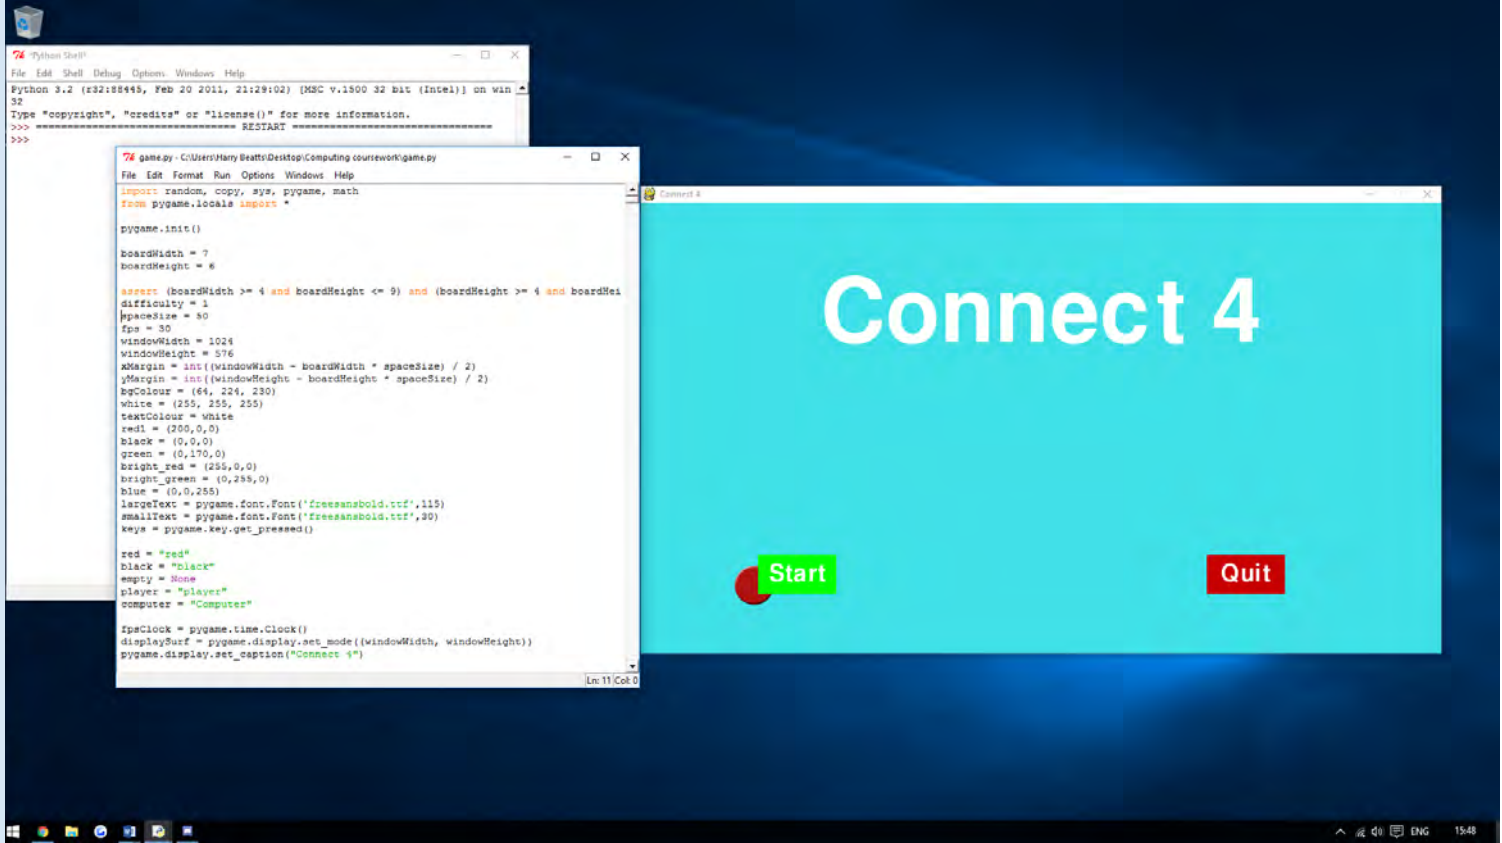 *Python Shell*
File Edit Shell Debug Options Windows Help
Python 3.2 (r32:88445, Feb 20 2011, 21:29:02) [MSC v.1500 32 bit (Intel)] on win
32
Type "copyright", "credits" or "license()" for more information.
>>> ================================ RESTART ================================
>>>
game.py - C:\Users\Harry Beatts\Desktop\Computing coursework\game.py
File Edit Format Run Options Windows Help
import random, copy, sys, pygame, math
from pygame.locals import *
pygame.init()
boardWidth = 7
boardHeight = 6
assert (boardWidth >= 4 and boardHeight <= 9) and (boardHeight >= 4 and boardHei
difficulty = 1
spaceSize = 50
fps = 30
windowWidth = 1024
windowHeight = 576
xMargin = int((windowWidth - boardWidth * spaceSize) / 2)
yMargin = int((windowHeight - boardHeight * spaceSize) / 2)
bgColour = (64, 224, 230)
white = (255, 255, 255)
textColour = white
red1 = (200,0,0)
black = (0,0,0)
green = (0,170,0)
bright_red = (255,0,0)
bright_green = (0,255,0)
blue = (0,0,255)
largeText = pygame.font.Font('freesansbold.ttf',115)
smallText = pygame.font.Font('freesansbold.ttf',30)
keys = pygame.key.get_pressed()
red = "red"
black = "black"
empty = None
player = "player"
computer = "Computer"
fpsClock = pygame.time.Clock()
displaySurf = pygame.display.set_mode((windowWidth, windowHeight))
pygame.display.set_caption("Connect 4")
Ln: 11 Col: 0
Connect 4
Connect 4
Start
Quit
ENG
15:48